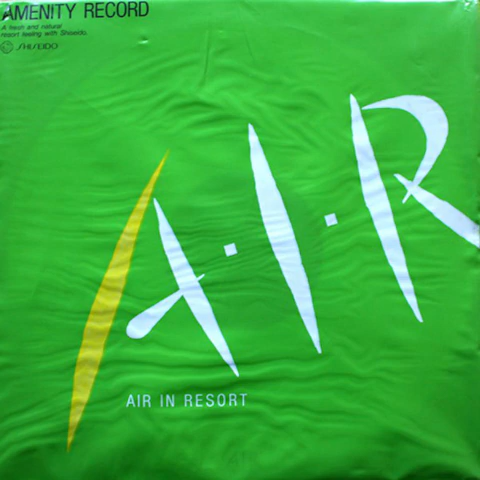 AMENITY RECORD
A fresh and natural
resort feeling with Shiseido.
SHISEIDO
A·I·R
AIR IN RESORT